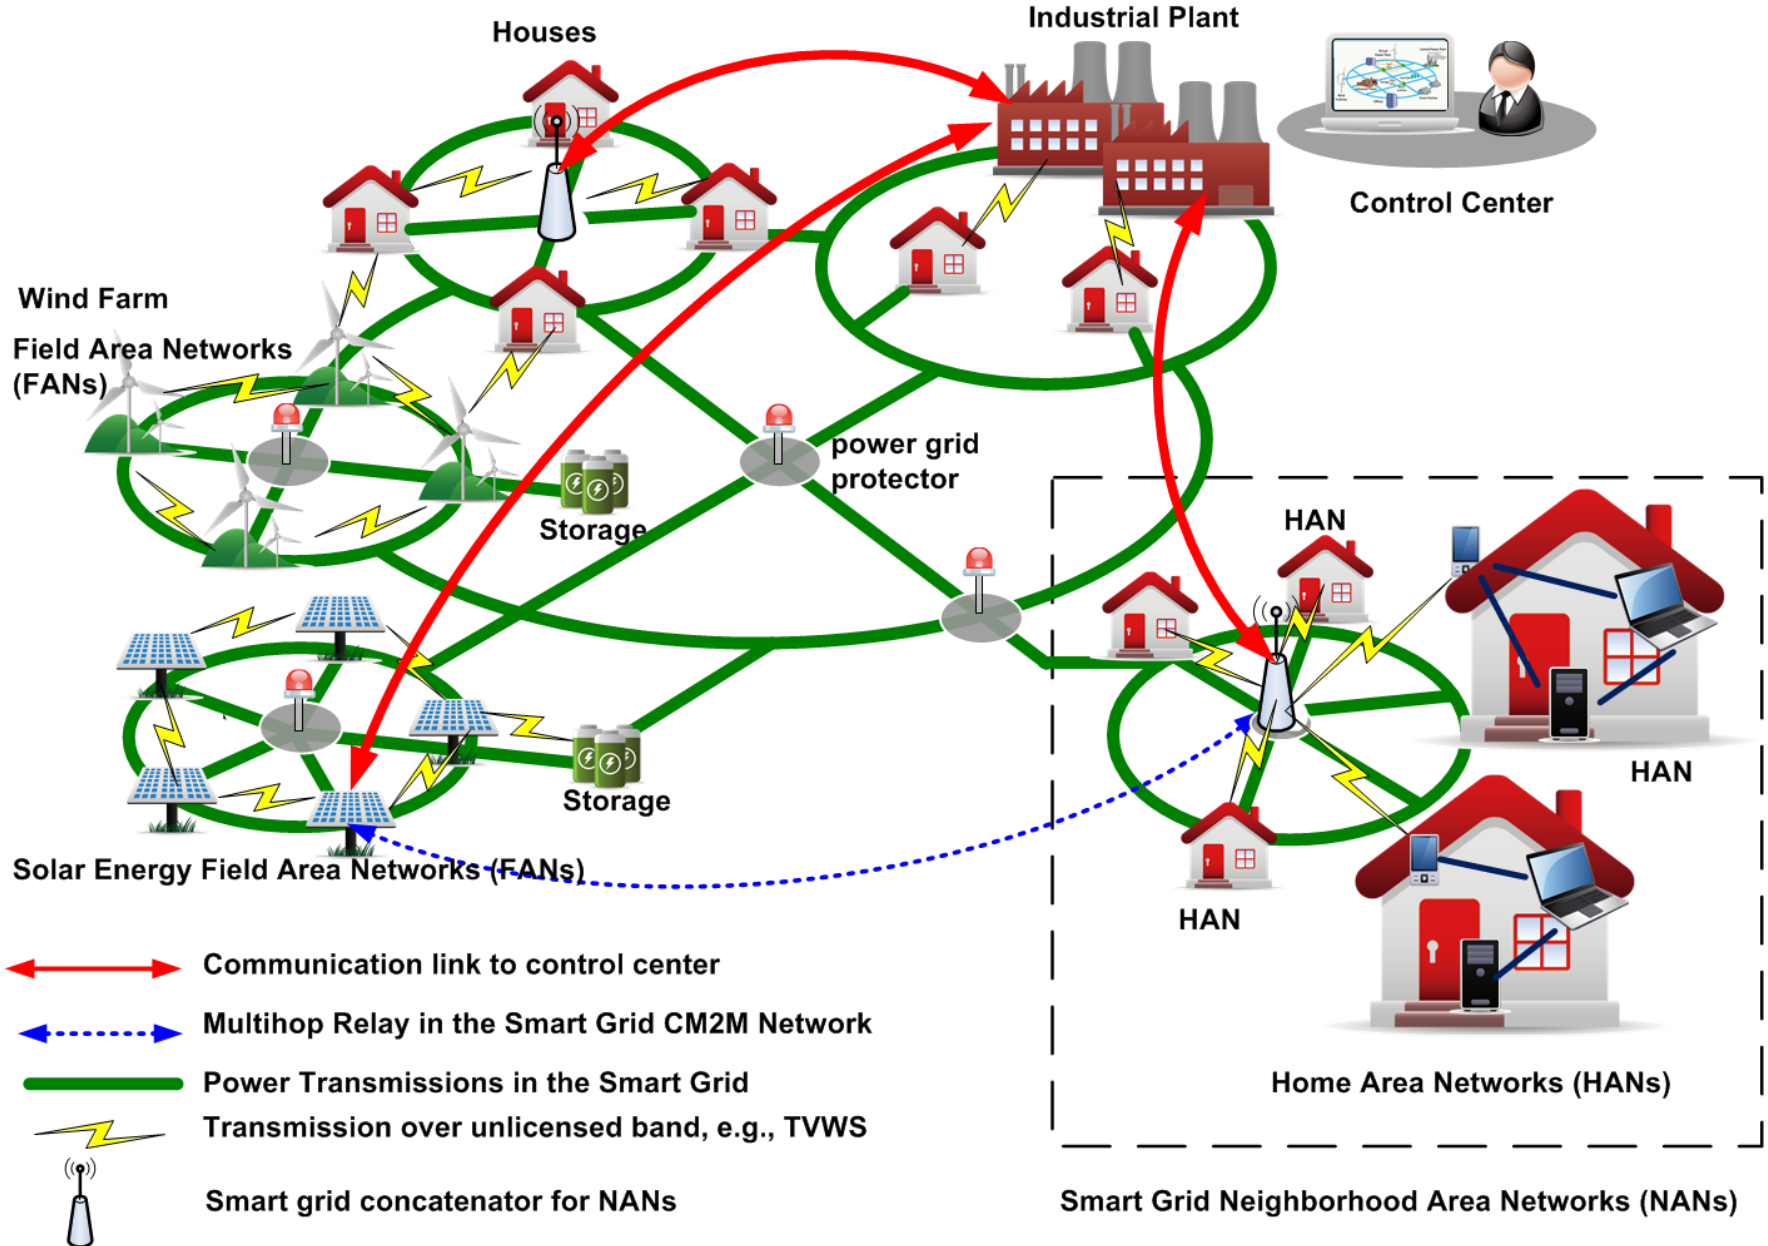 Houses
Industrial Plant
Control Center
Wind Farm
Field Area Networks
(FANs)
power grid
protector
Storage
HAN
Storage
HAN
Solar Energy Field Area Networks (FANs)
HAN
Communication link to control center
Multihop Relay in the Smart Grid CM2M Network
Power Transmissions in the Smart Grid
Home Area Networks (HANs)
Transmission over unlicensed band, e.g., TVWS
Smart grid concatenator for NANs
Smart Grid Neighborhood Area Networks (NANs)